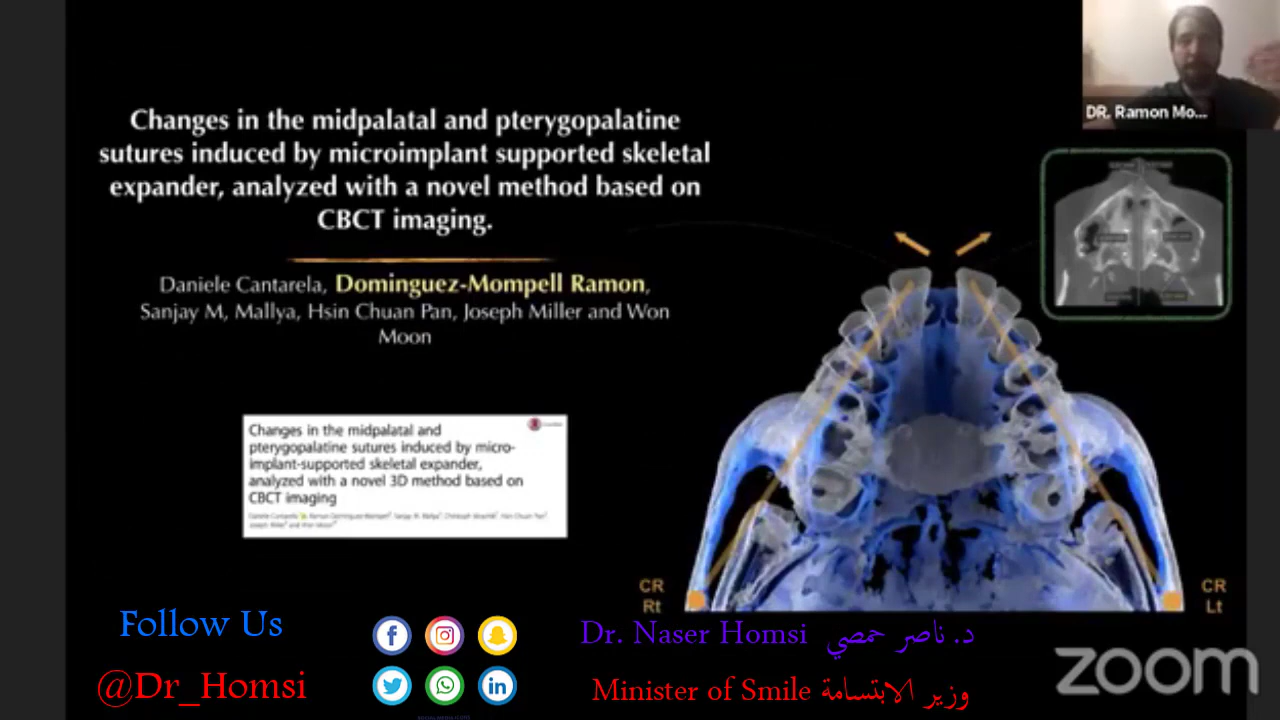 Changes in the midpalatal and pterygopalatine
sutures induced by microimplant supported skeletal
expander, analyzed with a novel method based on
CBCT imaging.
Daniele Cantarela, Dominguez-Mompell Ramon,
Sanjay M, Mallya, Hsin Chuan Pan, Joseph Miller and Won
Moon
DR. Ramon Mo...
Changes in the midpalatal and
pterygopalatine sutures induced by micro-
implant-supported skeletal expander,
analyzed with a novel 3D method based on
CBCT imaging
CR
Rt
CR
Lt
Follow Us
@Dr_Homsi
Dr. Naser Homsi د. ناصر حمصي
Minister of Smile وزير الابتسامة
zoom